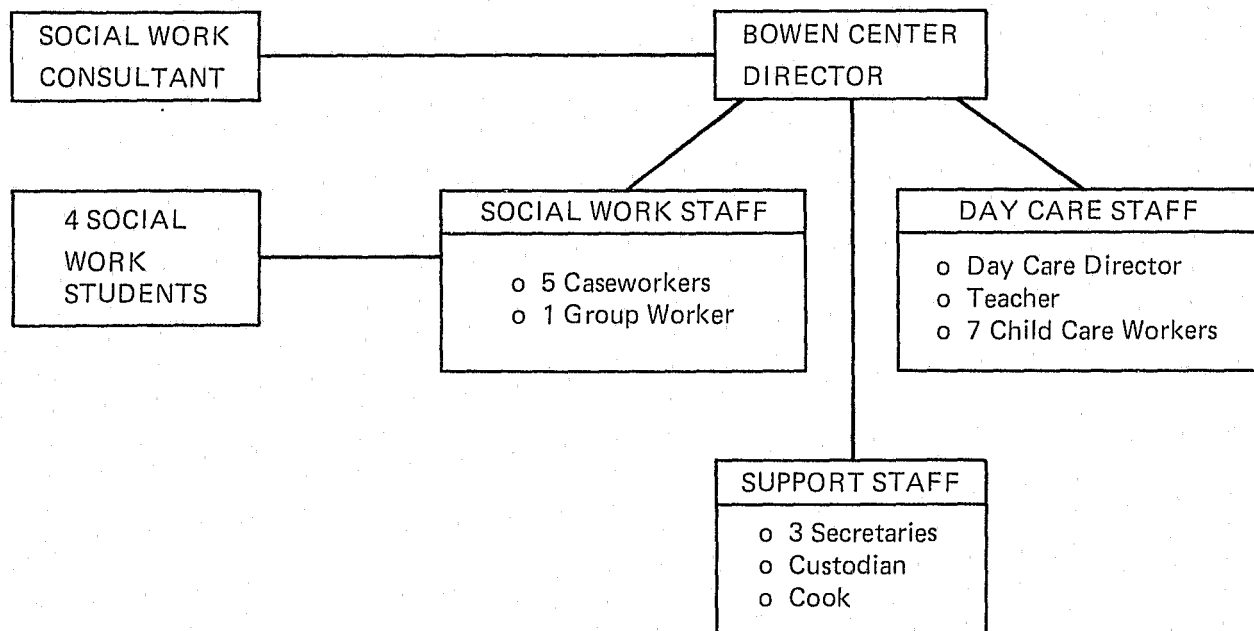 SOCIAL WORK
CONSULTANT
BOWEN CENTER
DIRECTOR
4 SOCIAL
WORK
STUDENTS
SOCIAL WORK STAFF
o 5 Caseworkers
o 1 Group Worker
DAY CARE STAFF
o Day Care Director
o Teacher
o 7 Child Care Workers
SUPPORT STAFF
o 3 Secretaries
o Custodian
o Cook